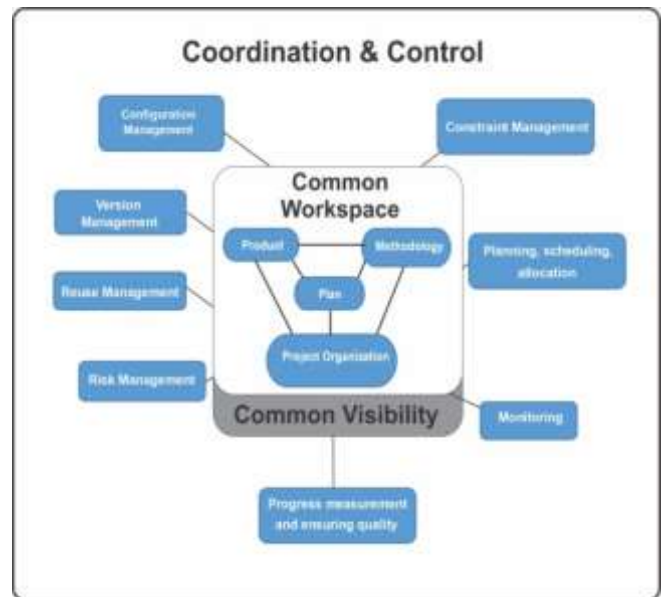 Coordination & Control
Configuration
Management
Constraint Management
Common
Workspace
Version
Management
Product
Methodology
Planning, scheduling,
allocation
Reuse Management
Plan
Project Organization
Risk Management
Common Visibility
Monitoring
Progress measurement
and ensuring quality